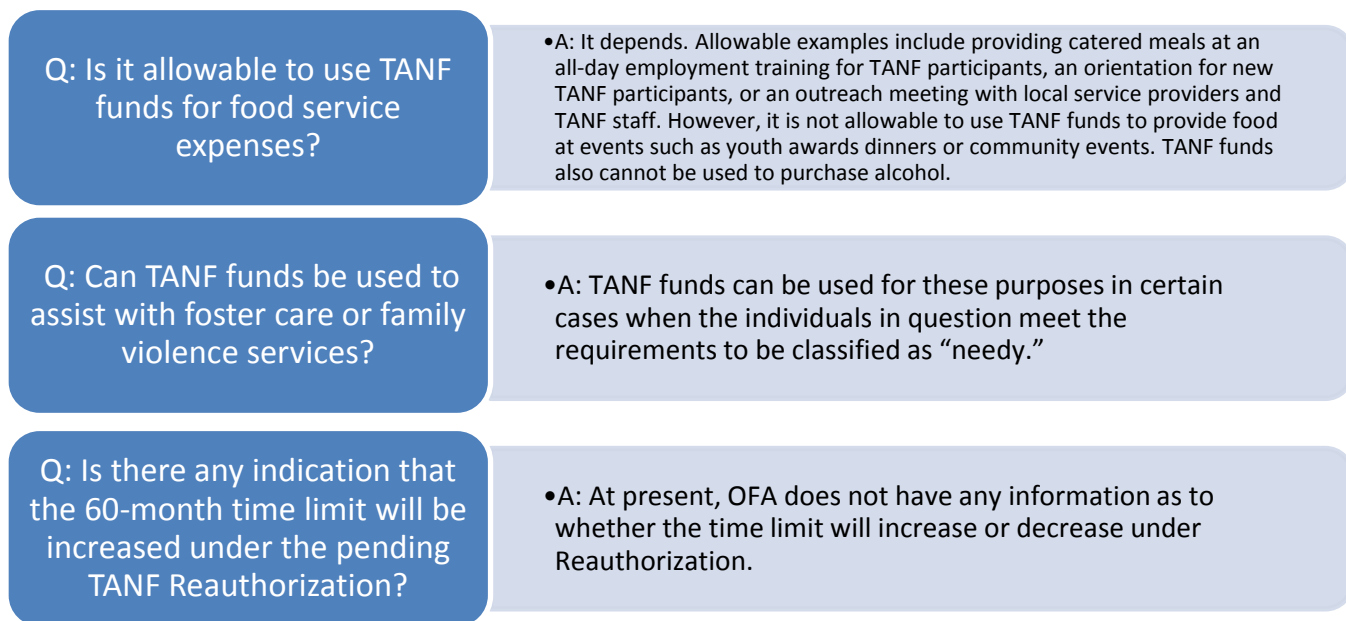 Q: Is it allowable to use TANF
funds for food service
expenses?
•A: It depends. Allowable examples include providing catered meals at an
all-day employment training for TANF participants, an orientation for new
TANF participants, or an outreach meeting with local service providers and
TANF staff. However, it is not allowable to use TANF funds to provide food
at events such as youth awards dinners or community events. TANF funds
also cannot be used to purchase alcohol.
Q: Can TANF funds be used to
assist with foster care or family
violence services?
•A: TANF funds can be used for these purposes in certain
cases when the individuals in question meet the
requirements to be classified as “needy.”
Q: Is there any indication that
the 60-month time limit will be
increased under the pending
TANF Reauthorization?
•A: At present, OFA does not have any information as to
whether the time limit will increase or decrease under
Reauthorization.